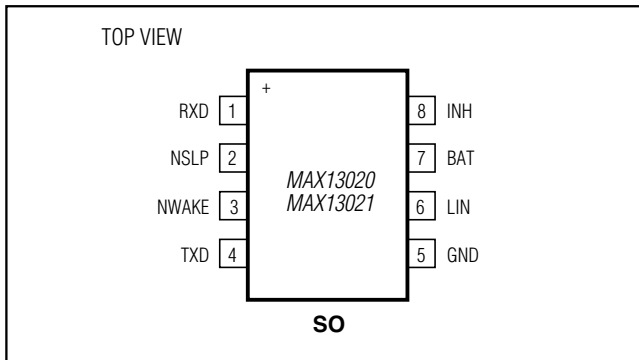 TOP VIEW
+
RXD 1
8 INH
NSLP 2
7 BAT
MAX13020
MAX13021
NWAKE 3
6 LIN
TXD 4
5 GND
SO